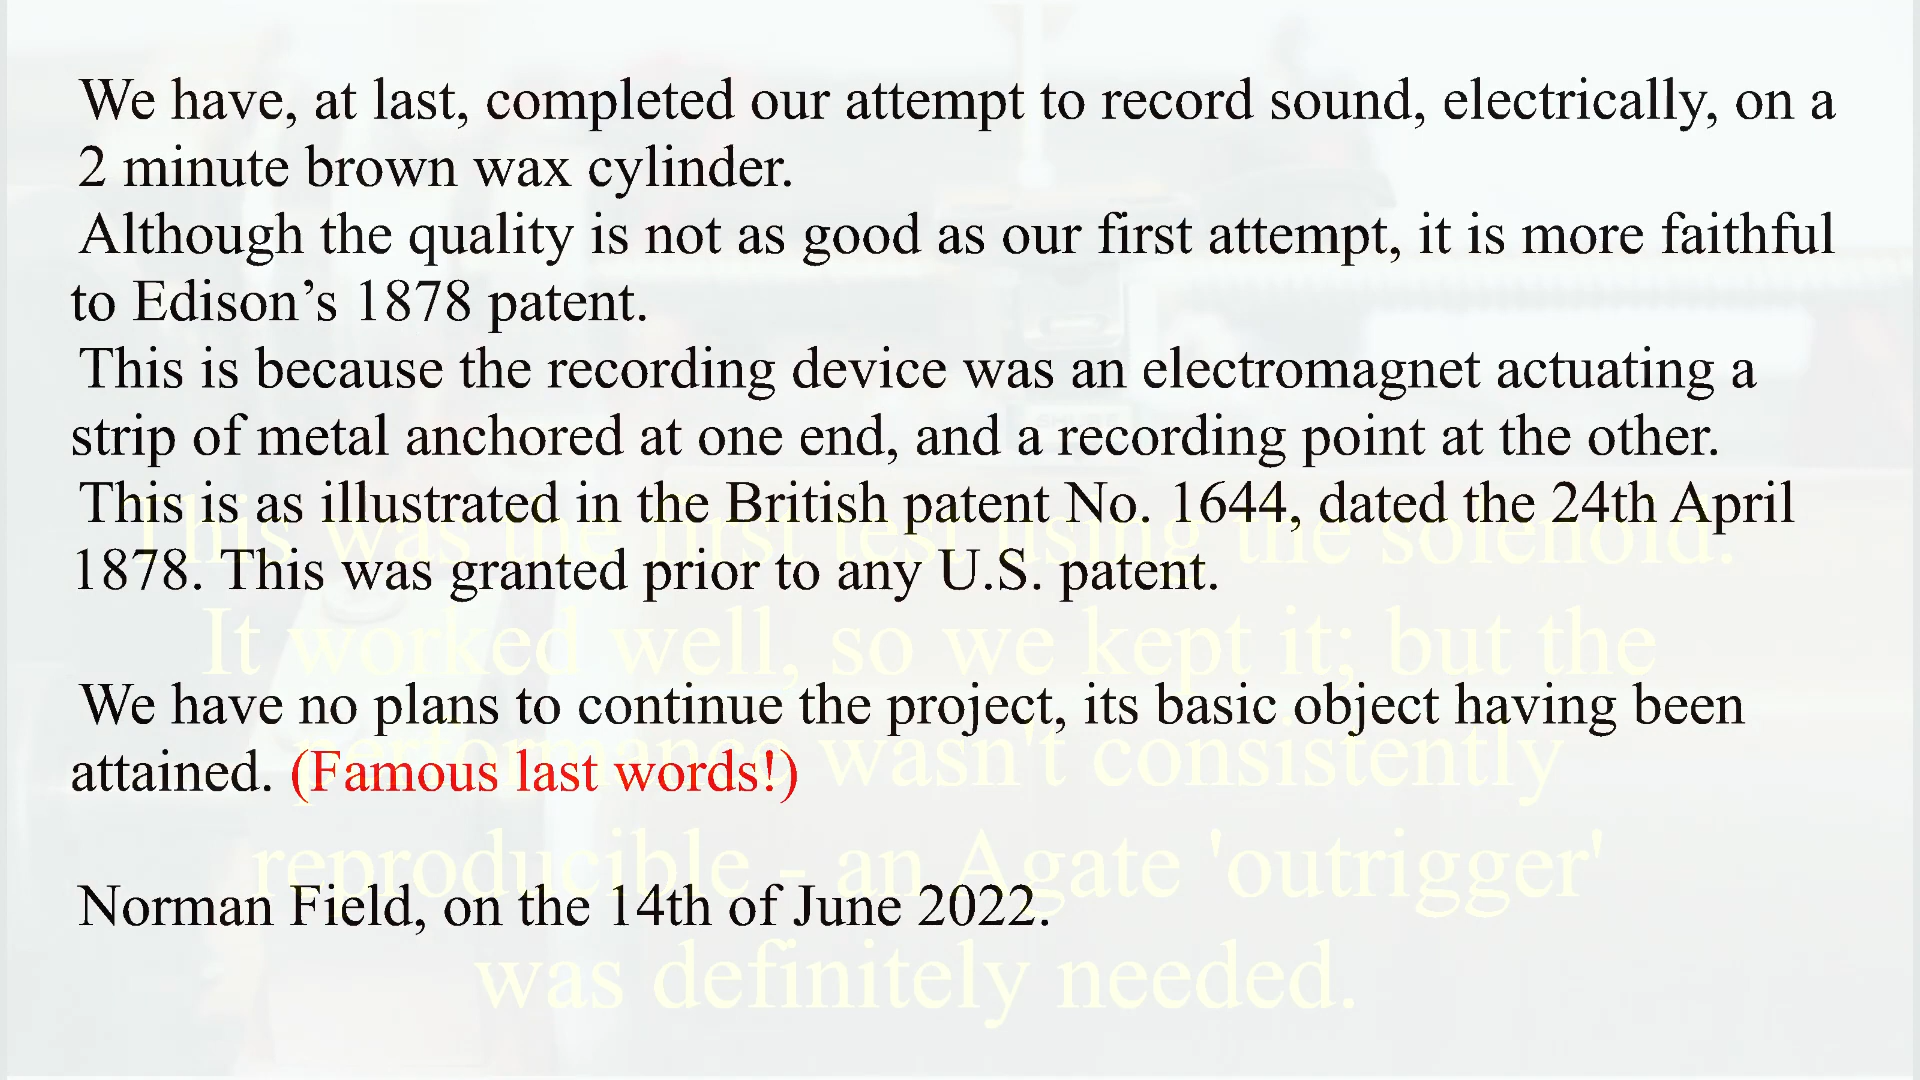 We have, at last, completed our attempt to record sound, electrically, on a
2 minute brown wax cylinder.
Although the quality is not as good as our first attempt, it is more faithful
to Edison’s 1878 patent.
This is because the recording device was an electromagnet actuating a
strip of metal anchored at one end, and a recording point at the other.
This is as illustrated in the British patent No. 1644, dated the 24th April
1878. This was granted prior to any U.S. patent.
We have no plans to continue the project, its basic object having been
attained. (Famous last words!)
Norman Field, on the 14th of June 2022.
This was the first test using the solenoid.
It worked well, so we kept it; but the
performance wasn't consistently
reproducible - an Agate 'outrigger'
was definitely needed.